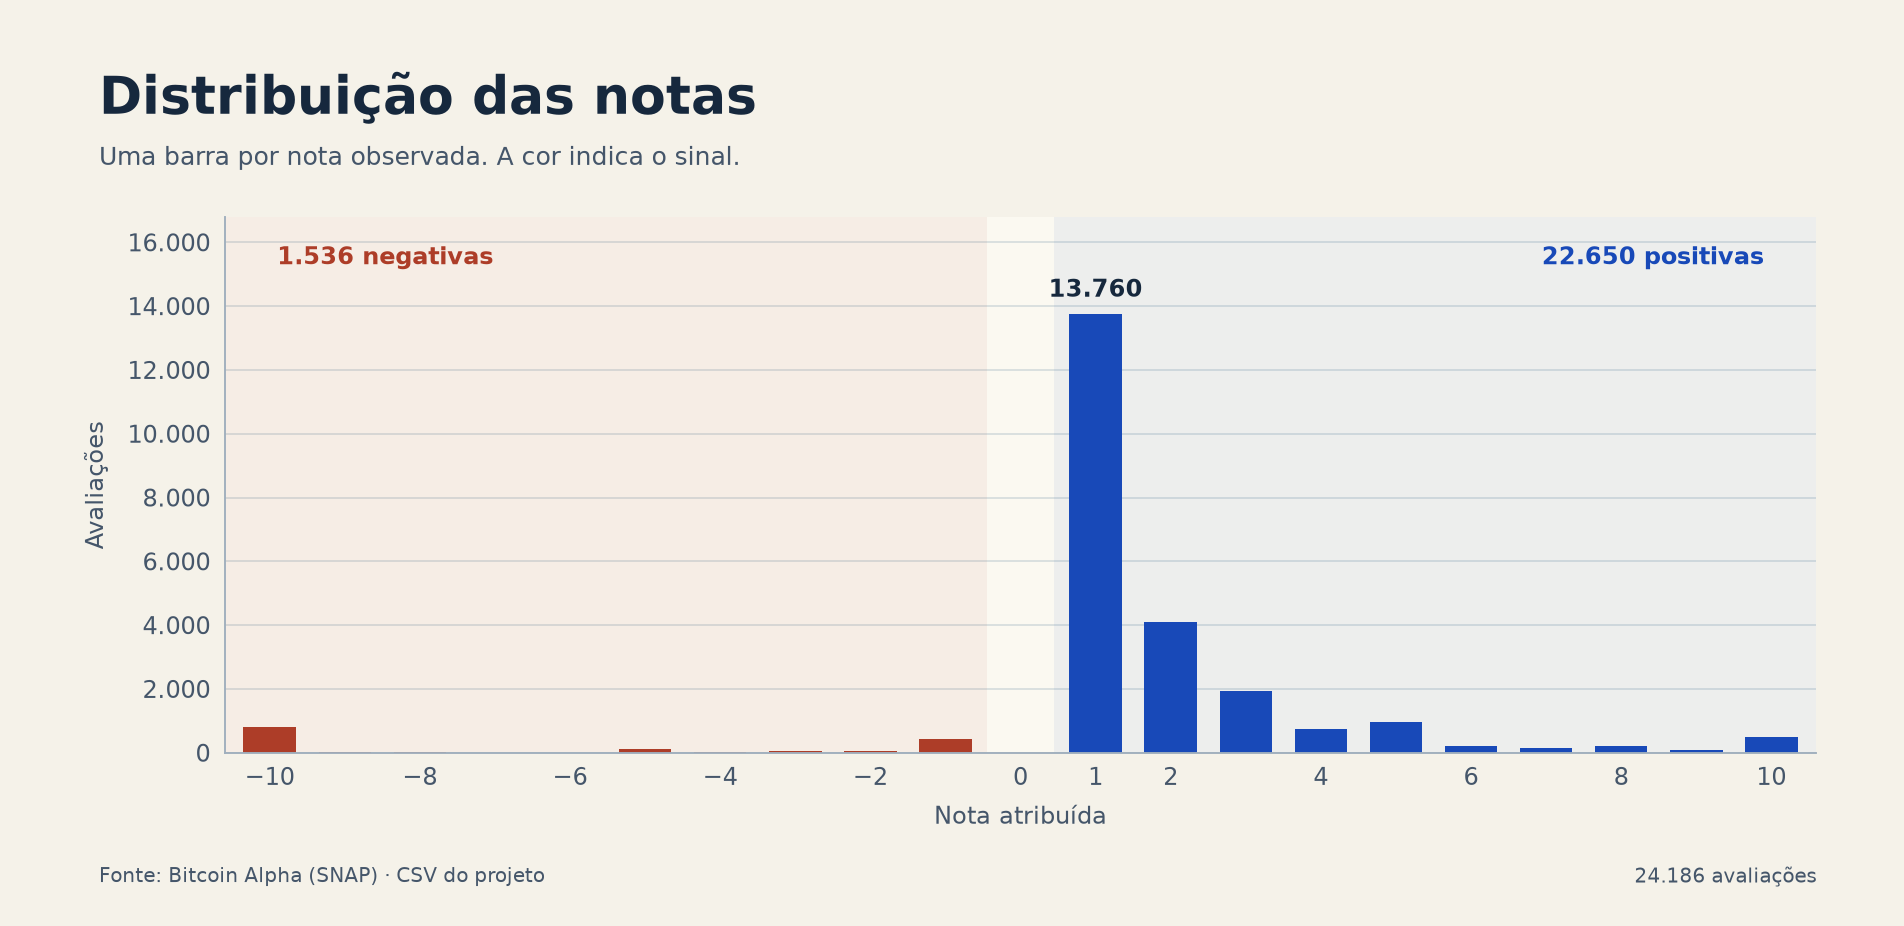 Distribuição das notas
Uma barra por nota observada. A cor indica o sinal.
1.536 negativas
22.650 positivas
13.760
16.000
14.000
12.000
10.000
8.000
6.000
4.000
2.000
0
Avaliações
−10 −8 −6 −4 −2 0 1 2 4 6 8 10
Nota atribuída
Fonte: Bitcoin Alpha (SNAP) · CSV do projeto
24.186 avaliações